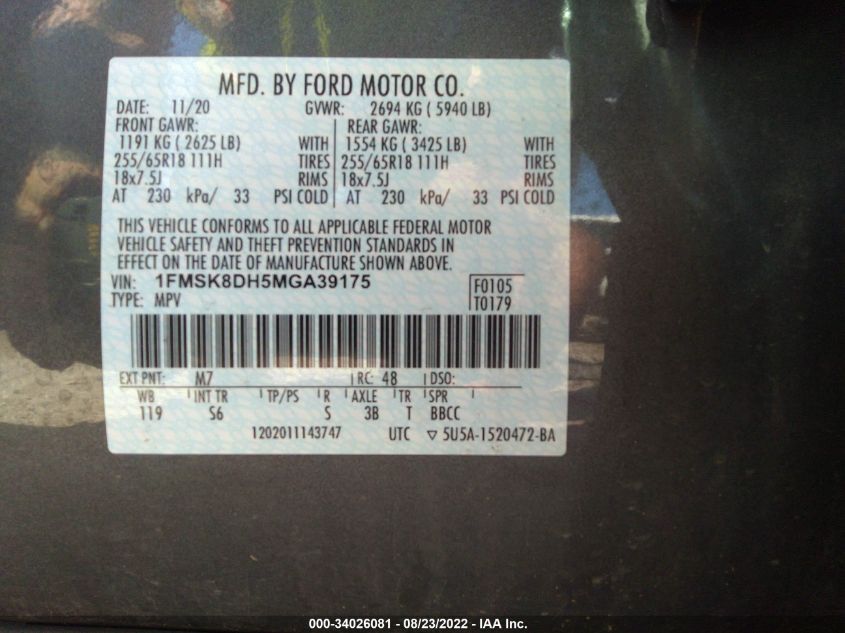 MFD. BY FORD MOTOR CO.
DATE: 11/20 GVWR: 2694 KG ( 5940 LB)
FRONT GAWR: REAR GAWR:
1191 KG ( 2625 LB) WITH 1554 KG ( 3425 LB) WITH
255/65R18 111H TIRES 255/65R18 111H TIRES
18x7.5J RIMS 18x7.5J RIMS
AT 230 kPa/ 33 PSI COLD AT 230 kPa/ 33 PSI COLD
THIS VEHICLE CONFORMS TO ALL APPLICABLE FEDERAL MOTOR
VEHICLE SAFETY AND THEFT PREVENTION STANDARDS IN
EFFECT ON THE DATE OF MANUFACTURE SHOWN ABOVE.
VIN: 1FMSK8DH5MGA39175 F0105
TYPE: MPV T0179
EXT PNT: M7 RC: 48 DSO:
WB INT TR TP/PS R AXLE TR SPR
119 S6 S 3B T BBCC
1202011143747 UTC ▽ 5U5A-1520472-BA
000-34026081 - 08/23/2022 - IAA Inc.